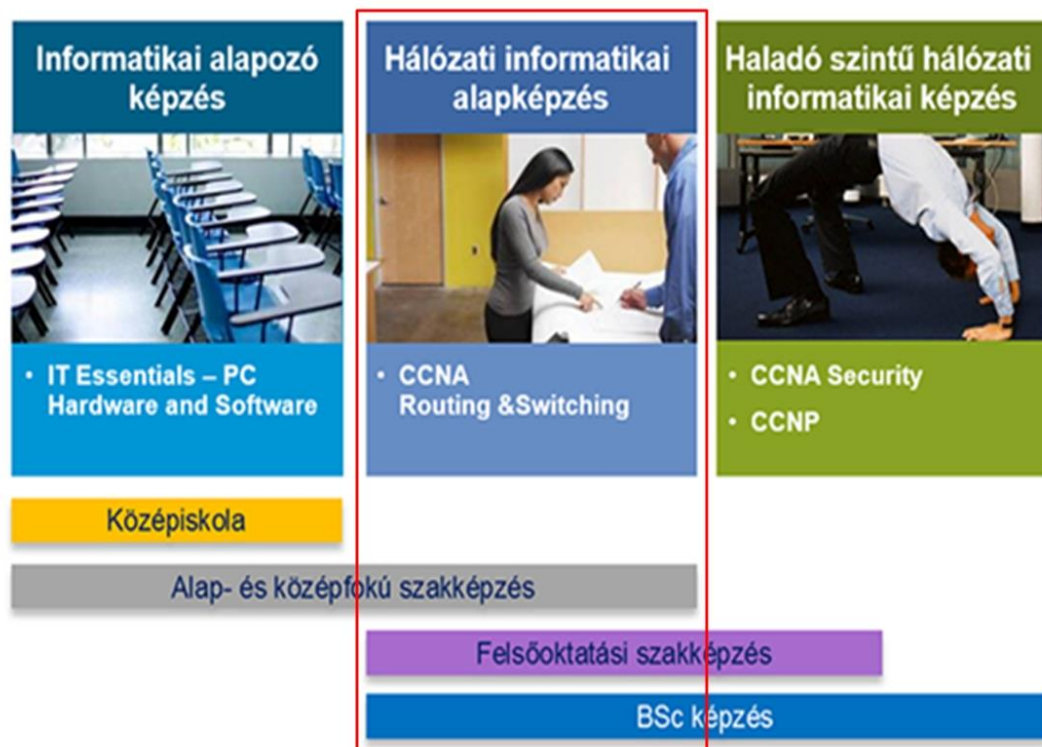 Informatikai alapozó
képzés
• IT Essentials – PC
Hardware and Software
Hálózati informatikai
alapképzés
• CCNA
Routing &Switching
Haladó szintű hálózati
informatikai képzés
• CCNA Security
• CCNP
Középiskola
Alap- és középfokú szakképzés
Felsőoktatási szakképzés
BSc képzés